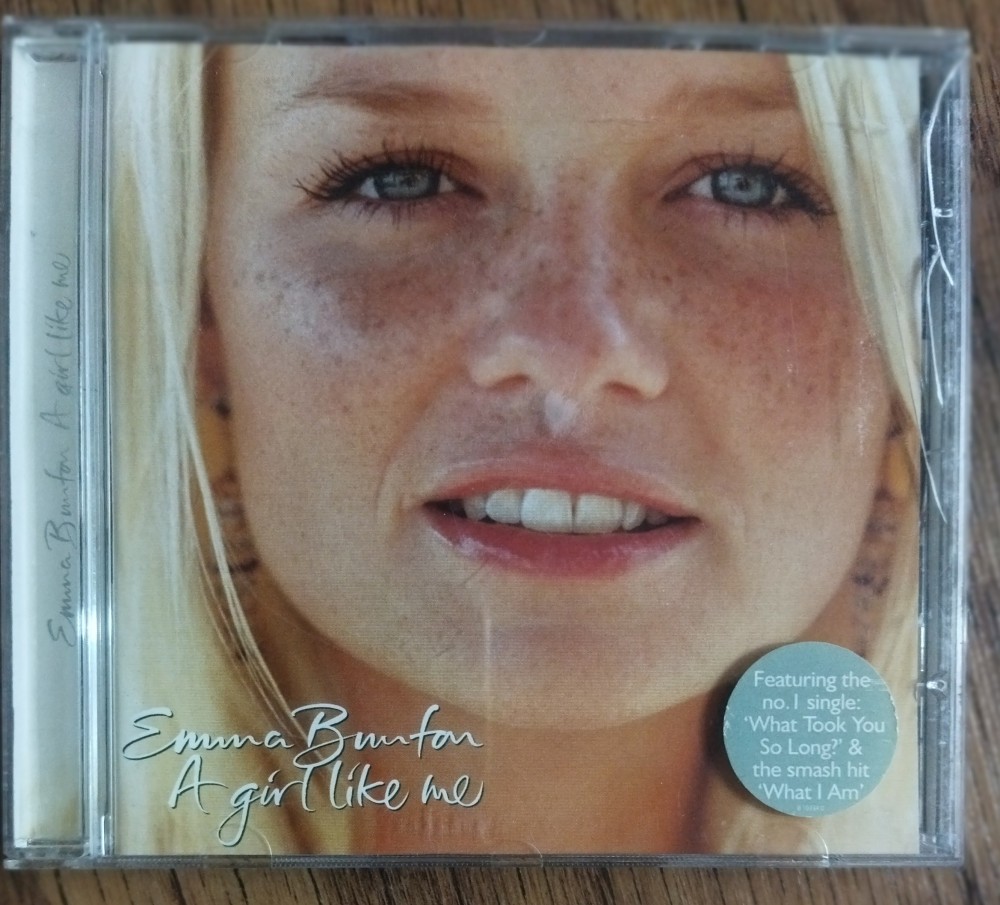 Emma Bunton A girl like me
Emma Bunton
A girl like me
Featuring the
no.1 single:
‘What Took You
So Long?’ &
the smash hit
‘What I Am’